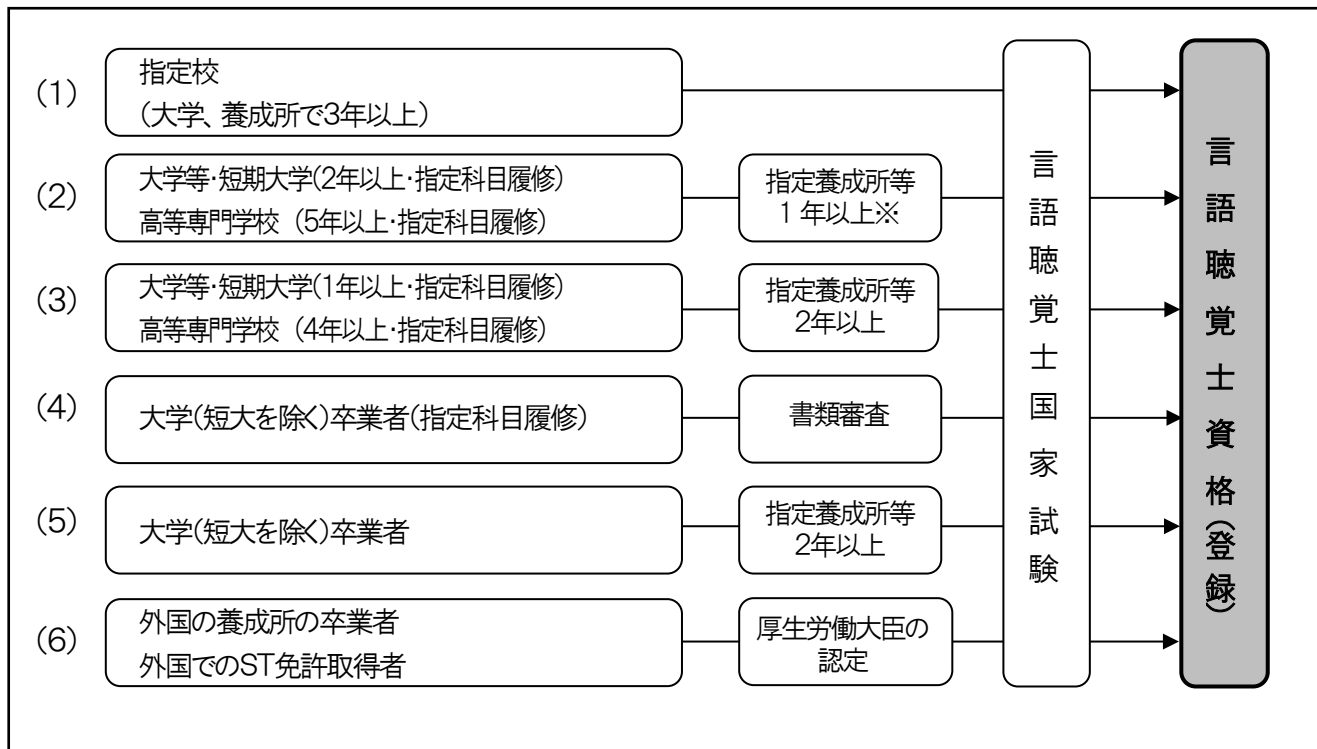 (1)
指定校
(大学、養成所で3年以上)
(2)
大学等・短期大学(2年以上・指定科目履修)
高等専門学校 (5年以上・指定科目履修)
指定養成所等
1 年以上※
(3)
大学等・短期大学(1年以上・指定科目履修)
高等専門学校 (4年以上・指定科目履修)
指定養成所等
2年以上
(4)
大学(短大を除く)卒業者(指定科目履修)
書類審査
(5)
大学(短大を除く)卒業者
指定養成所等
2年以上
(6)
外国の養成所の卒業者
外国でのST免許取得者
厚生労働大臣の
認定
言語聴覚士国家試験
言語聴覚士資格(登録)